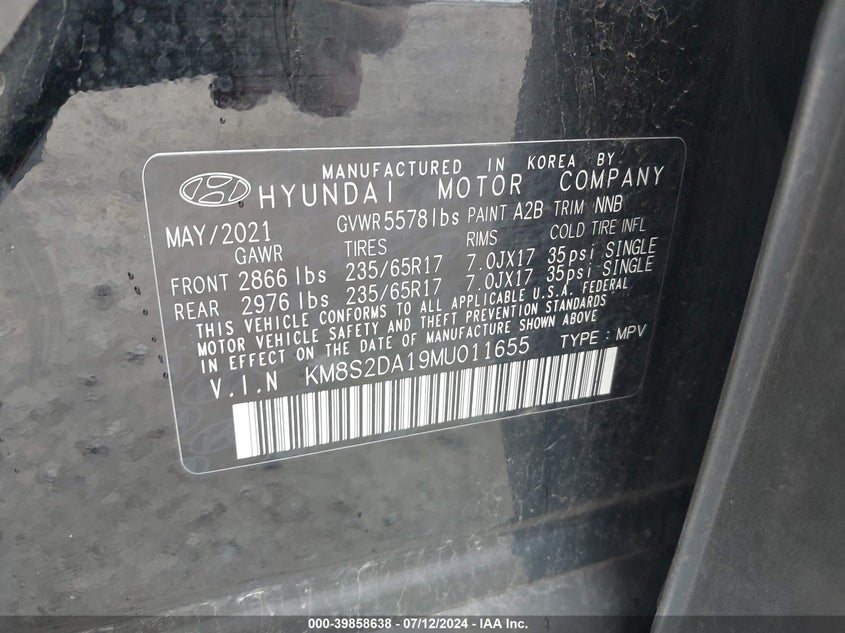 MANUFACTURED IN KOREA BY
HYUNDAI MOTOR COMPANY
MAY/2021 GVWR 5578 lbs PAINT A2B TRIM NNB
GAWR TIRES RIMS COLD TIRE INFL
FRONT 2866 lbs 235/65R17 7.0JX17 35psi SINGLE
REAR 2976 lbs 235/65R17 7.0JX17 35psi SINGLE
THIS VEHICLE CONFORMS TO ALL APPLICABLE U.S.A. FEDERAL
MOTOR VEHICLE SAFETY AND THEFT PREVENTION STANDARDS
IN EFFECT ON THE DATE OF MANUFACTURE SHOWN ABOVE
V.I.N KM8S2DA19MU011655 TYPE : MPV
000-39858638 - 07/12/2024 - IAA Inc.